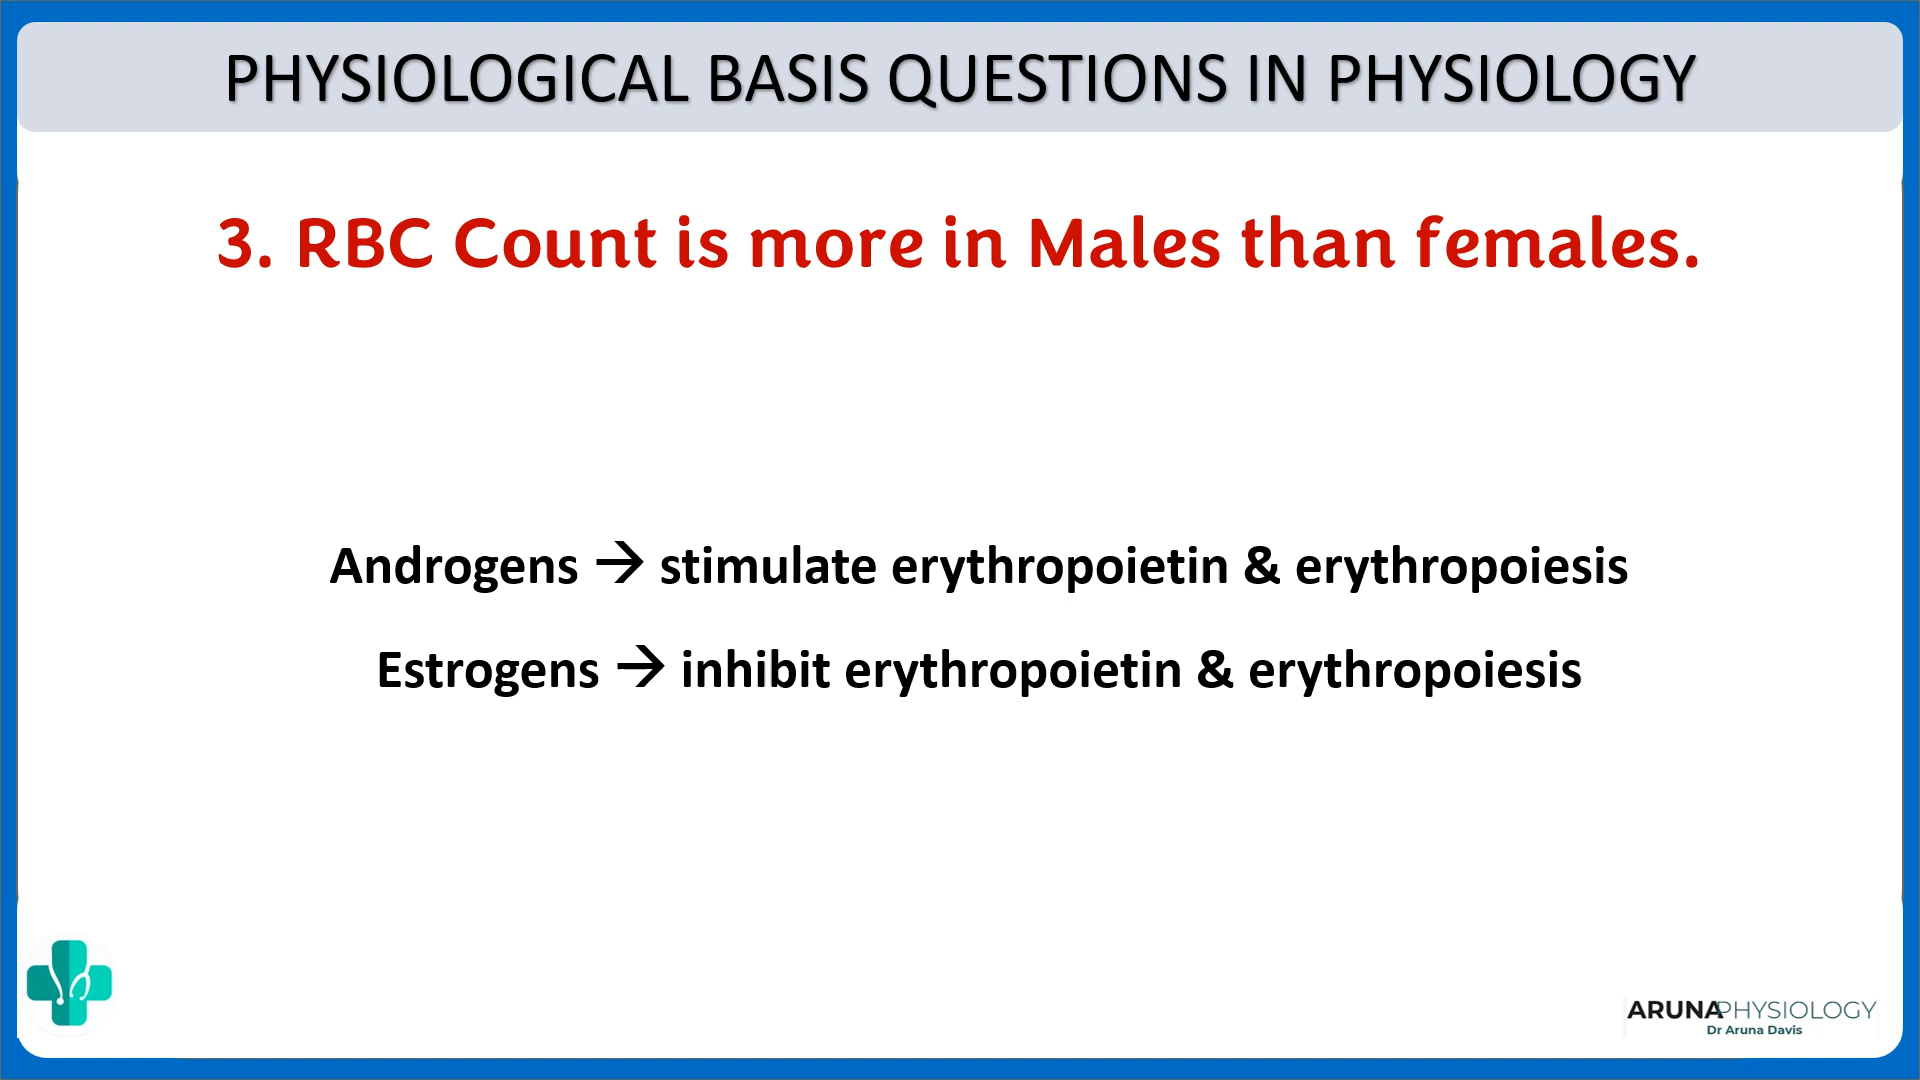 PHYSIOLOGICAL BASIS QUESTIONS IN PHYSIOLOGY
3. RBC Count is more in Males than females.
Androgens → stimulate erythropoietin & erythropoiesis
Estrogens → inhibit erythropoietin & erythropoiesis
ARUNAPHYSIOLOGY
Dr Aruna Davis